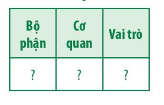 Bộ phận Cơ quan Vai trò
? ? ?